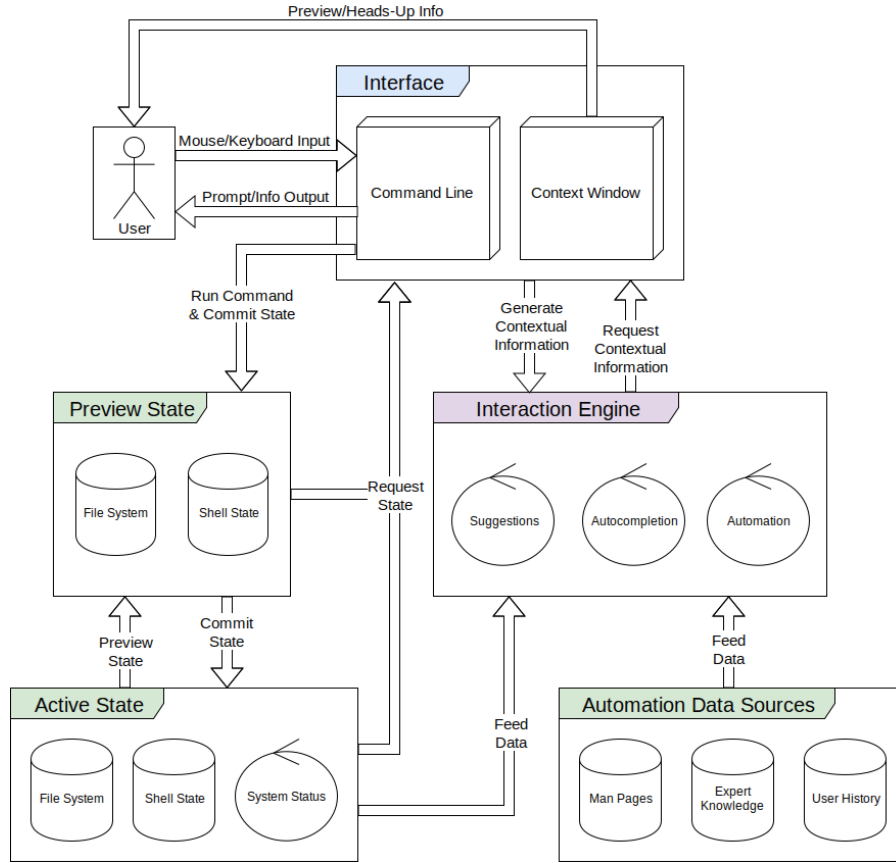 Preview/Heads-Up Info
Interface
Mouse/Keyboard Input
Command Line
Context Window
Prompt/Info Output
User
Run Command
& Commit State
Generate
Contextual
Information
Request
Contextual
Information
Preview State
File System
Shell State
Request
State
Interaction Engine
Suggestions
Autocompletion
Automation
Preview
State
Commit
State
Feed
Data
Feed
Data
Active State
File System
Shell State
System Status
Automation Data Sources
Man Pages
Expert
Knowledge
User History